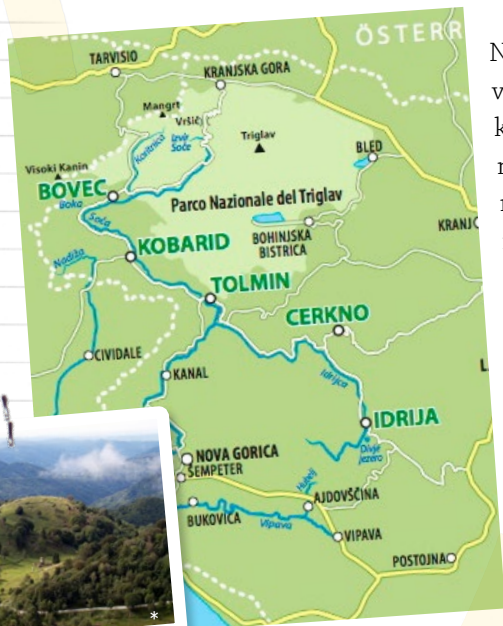 ÖSTERR
TARVISIO
KRANJSKA GORA
Mangrt
Vršič
Koritnica
Izvir
Soče
Triglav
BLED
Visoki Kanin
BOVEC
Boka
Parco Nazionale del Triglav
Soča
BOHINJSKA
BISTRICA
KRANJ
KOBARID
Nadiža
TOLMIN
CERKNO
CIVIDALE
KANAL
Idrijca
IDRIJA
Divje
jezero
NOVA GORICA
ŠEMPETER
Hubelj
AJDOVŠČINA
BUKOVICA
Vipava
VIPAVA
POSTOJNA
*